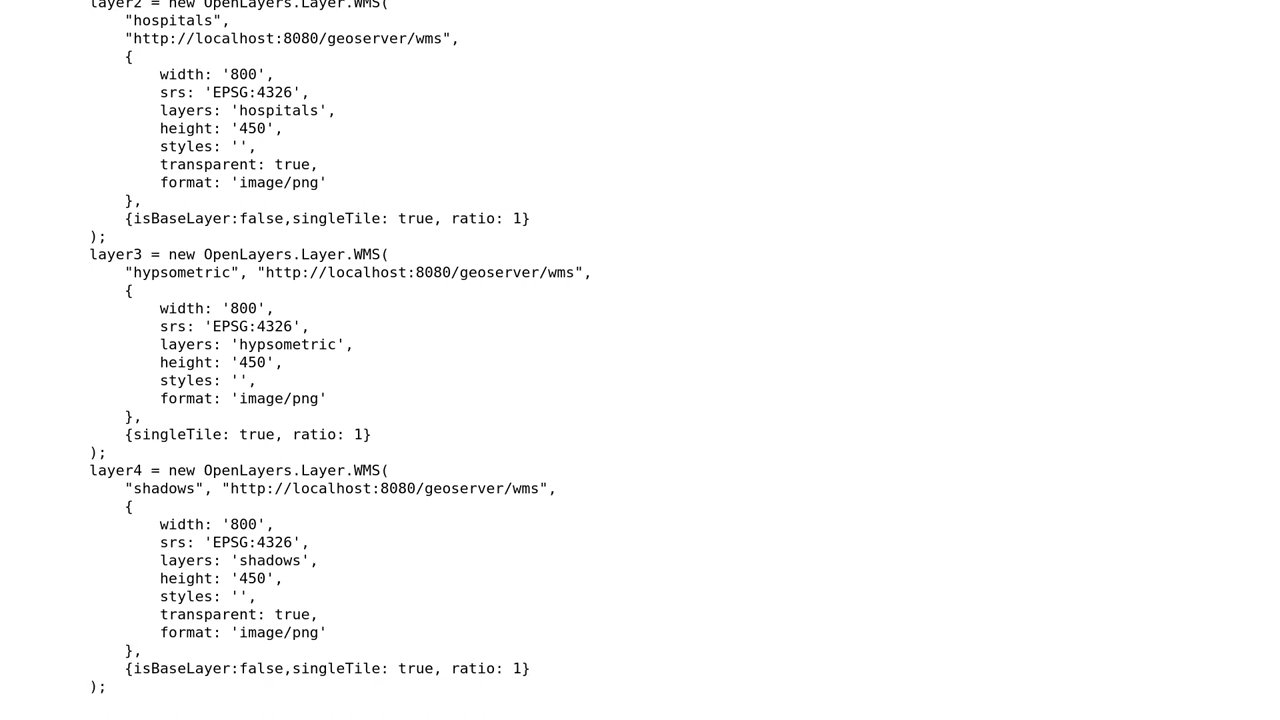 layer2 = new OpenLayers.Layer.WMS(
    "hospitals",
    "http://localhost:8080/geoserver/wms",
    {
        width: '800',
        srs: 'EPSG:4326',
        layers: 'hospitals',
        height: '450',
        styles: '',
        transparent: true,
        format: 'image/png'
    },
    {isBaseLayer:false,singleTile: true, ratio: 1}
);
layer3 = new OpenLayers.Layer.WMS(
    "hypsometric", "http://localhost:8080/geoserver/wms",
    {
        width: '800',
        srs: 'EPSG:4326',
        layers: 'hypsometric',
        height: '450',
        styles: '',
        format: 'image/png'
    },
    {singleTile: true, ratio: 1}
);
layer4 = new OpenLayers.Layer.WMS(
    "shadows", "http://localhost:8080/geoserver/wms",
    {
        width: '800',
        srs: 'EPSG:4326',
        layers: 'shadows',
        height: '450',
        styles: '',
        transparent: true,
        format: 'image/png'
    },
    {isBaseLayer:false,singleTile: true, ratio: 1}
);